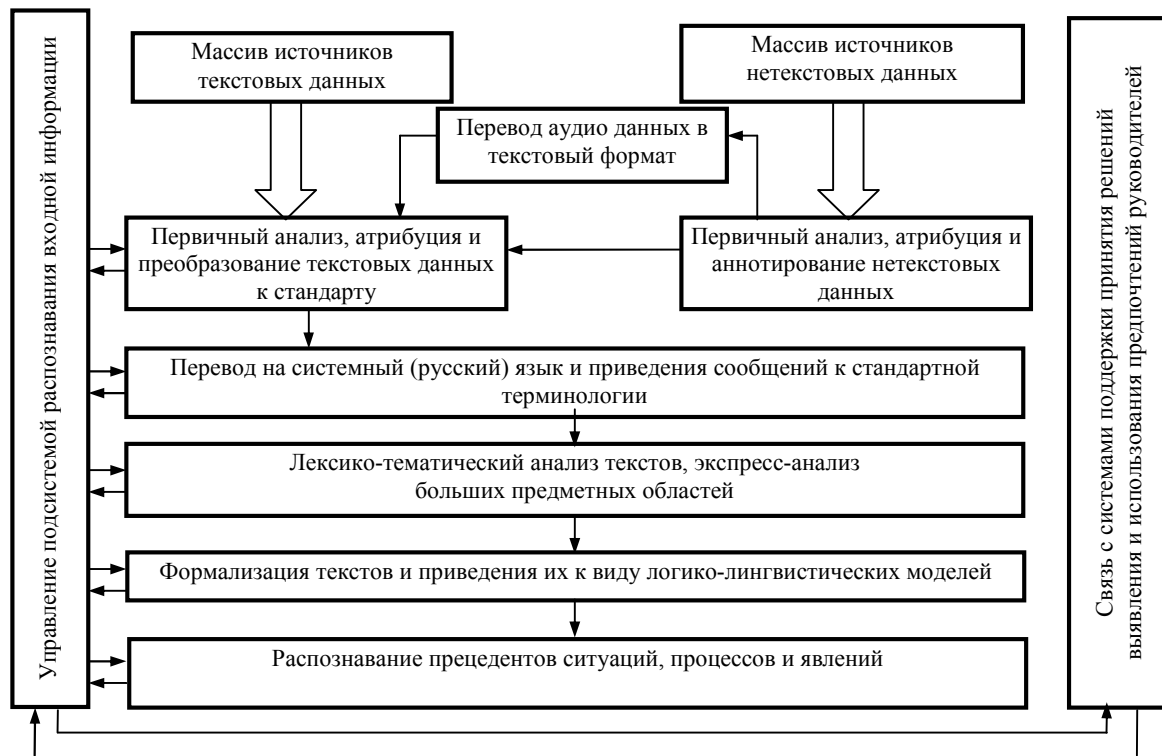 Управление подсистемой распознавания входной информации
Массив источников
текстовых данных
Массив источников
нетекстовых данных
Перевод аудио данных в
текстовый формат
Первичный анализ, атрибуция и
преобразование текстовых данных
к стандарту
Первичный анализ, атрибуция и
аннотирование нетекстовых
данных
Перевод на системный (русский) язык и приведения сообщений к стандартной
терминологии
Лексико-тематический анализ текстов, экспресс-анализ
больших предметных областей
Формализация текстов и приведения их к виду логико-лингвистических моделей
Распознавание прецедентов ситуаций, процессов и явлений
Связь с системами поддержки принятия решений
выявления и использования предпочтений руководителей